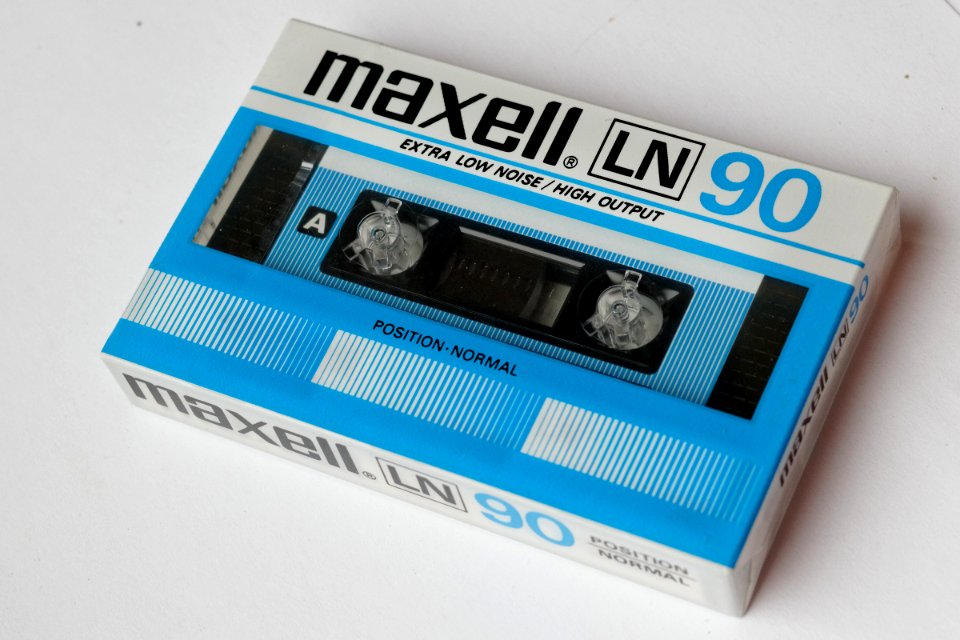 maxell® LN 90
EXTRA LOW NOISE / HIGH OUTPUT
A
POSITION·NORMAL
maxell® LN 90
POSITION
NORMAL
maxell LN 90